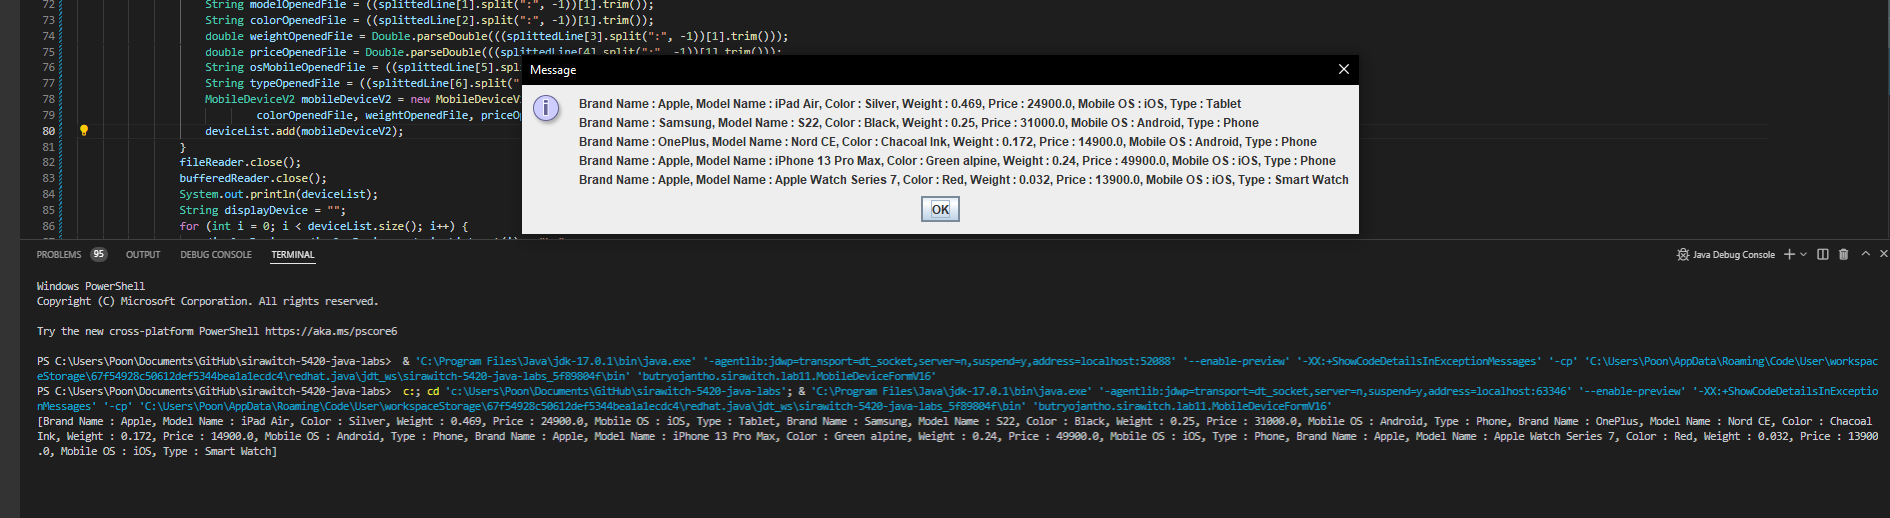 72 String modelOpenedFile = ((splittedLine[1].split(":", -1))[1].trim());
73 String colorOpenedFile = ((splittedLine[2].split(":", -1))[1].trim());
74 double weightOpenedFile = Double.parseDouble(((splittedLine[3].split(":", -1))[1].trim()));
75 double priceOpenedFile = Double.parseDouble(((splittedLine[4].split(":", -1))[1].trim()));
76 String osMobileOpenedFile = ((splittedLine[5].spl
77 String typeOpenedFile = ((splittedLine[6].split("
78 MobileDeviceV2 mobileDeviceV2 = new MobileDeviceV
79 colorOpenedFile, weightOpenedFile, priceOp
80 deviceList.add(mobileDeviceV2);
81 }
82 fileReader.close();
83 bufferedReader.close();
84 System.out.println(deviceList);
85 String displayDevice = "";
86 for (int i = 0; i < deviceList.size(); i++) {
Message
Brand Name : Apple, Model Name : iPad Air, Color : Silver, Weight : 0.469, Price : 24900.0, Mobile OS : iOS, Type : Tablet
Brand Name : Samsung, Model Name : S22, Color : Black, Weight : 0.25, Price : 31000.0, Mobile OS : Android, Type : Phone
Brand Name : OnePlus, Model Name : Nord CE, Color : Chacoal Ink, Weight : 0.172, Price : 14900.0, Mobile OS : Android, Type : Phone
Brand Name : Apple, Model Name : iPhone 13 Pro Max, Color : Green alpine, Weight : 0.24, Price : 49900.0, Mobile OS : iOS, Type : Phone
Brand Name : Apple, Model Name : Apple Watch Series 7, Color : Red, Weight : 0.032, Price : 13900.0, Mobile OS : iOS, Type : Smart Watch
OK
PROBLEMS 95 OUTPUT DEBUG CONSOLE TERMINAL Java Debug Console
Windows PowerShell
Copyright (C) Microsoft Corporation. All rights reserved.
Try the new cross-platform PowerShell https://aka.ms/pscore6
PS C:\Users\Poon\Documents\GitHub\sirawitch-5420-java-labs> & 'C:\Program Files\Java\jdk-17.0.1\bin\java.exe' '-agentlib:jdwp=transport=dt_socket,server=n,suspend=y,address=localhost:52088' '--enable-preview' '-XX:+ShowCodeDetailsInExceptionMessages' '-cp' 'C:\Users\Poon\AppData\Roaming\Code\User\workspac
eStorage\67f54928c50612def5344bea1a1ecdc4\redhat.java\jdt_ws\sirawitch-5420-java-labs_5f89804f\bin' 'butryojantho.sirawitch.lab11.MobileDeviceFormV16'
PS C:\Users\Poon\Documents\GitHub\sirawitch-5420-java-labs> c:; cd 'c:\Users\Poon\Documents\GitHub\sirawitch-5420-java-labs'; & 'C:\Program Files\Java\jdk-17.0.1\bin\java.exe' '-agentlib:jdwp=transport=dt_socket,server=n,suspend=y,address=localhost:63346' '--enable-preview' '-XX:+ShowCodeDetailsInExceptio
nMessages' '-cp' 'C:\Users\Poon\AppData\Roaming\Code\User\workspaceStorage\67f54928c50612def5344bea1a1ecdc4\redhat.java\jdt_ws\sirawitch-5420-java-labs_5f89804f\bin' 'butryojantho.sirawitch.lab11.MobileDeviceFormV16'
[Brand Name : Apple, Model Name : iPad Air, Color : Silver, Weight : 0.469, Price : 24900.0, Mobile OS : iOS, Type : Tablet, Brand Name : Samsung, Model Name : S22, Color : Black, Weight : 0.25, Price : 31000.0, Mobile OS : Android, Type : Phone, Brand Name : OnePlus, Model Name : Nord CE, Color : Chacoal
Ink, Weight : 0.172, Price : 14900.0, Mobile OS : Android, Type : Phone, Brand Name : Apple, Model Name : iPhone 13 Pro Max, Color : Green alpine, Weight : 0.24, Price : 49900.0, Mobile OS : iOS, Type : Phone, Brand Name : Apple, Model Name : Apple Watch Series 7, Color : Red, Weight : 0.032, Price : 13900
.0, Mobile OS : iOS, Type : Smart Watch]